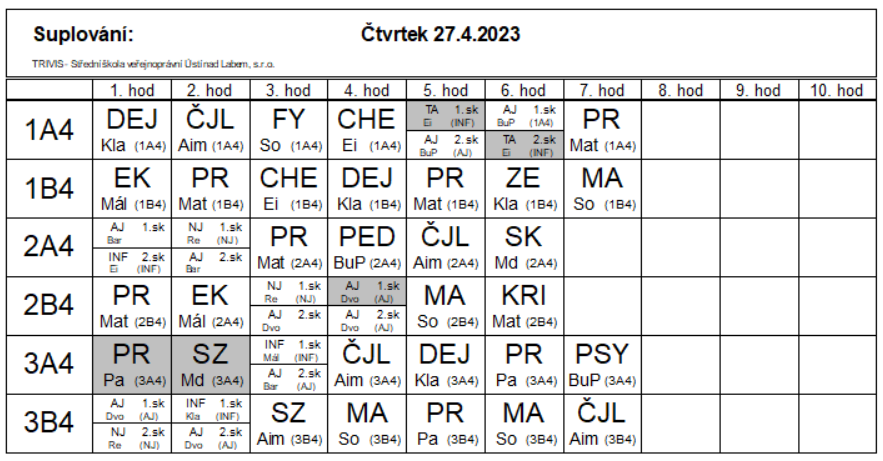 Suplování: Čtvrtek 27.4.2023
TRIVIS- Střední škola veřejnoprávní Ústí nad Labem, s.r.o.
1. hod 2. hod 3. hod 4. hod 5. hod 6. hod 7. hod 8. hod 9. hod 10. hod
1A4
DEJ
Kla (1A4)
ČJL
Aim (1A4)
FY
So (1A4)
CHE
Ei (1A4)
TA 1.sk
Ei (INF)
AJ 2.sk
BuP (AJ)
AJ 1.sk
BuP (1A4)
TA 2.sk
Ei (INF)
PR
Mat (1A4)
1B4
EK
Mál (1B4)
PR
Mat (1B4)
CHE
Ei (1B4)
DEJ
Kla (1B4)
PR
Mat (1B4)
ZE
Kla (1B4)
MA
So (1B4)
2A4
AJ 1.sk
Bar
INF 2.sk
Ei (INF)
NJ 1.sk
Re (NJ)
AJ 2.sk
Bar
PR
Mat (2A4)
PED
BuP (2A4)
ČJL
Aim (2A4)
SK
Md (2A4)
2B4
PR
Mat (2B4)
EK
Mál (2A4)
NJ 1.sk
Re (NJ)
AJ 2.sk
Dvo
AJ 1.sk
Dvo (AJ)
AJ 2.sk
Dvo (AJ)
MA
So (2B4)
KRI
Mat (2B4)
3A4
PR
Pa (3A4)
SZ
Md (3A4)
INF 1.sk
Mál (INF)
AJ 2.sk
Bar (AJ)
ČJL
Aim (3A4)
DEJ
Kla (3A4)
PR
Pa (3A4)
PSY
BuP (3A4)
3B4
AJ 1.sk
Dvo (AJ)
NJ 2.sk
Re (NJ)
INF 1.sk
Kla (INF)
AJ 2.sk
Dvo (AJ)
SZ
Aim (3B4)
MA
So (3B4)
PR
Pa (3B4)
MA
So (3B4)
ČJL
Aim (3B4)